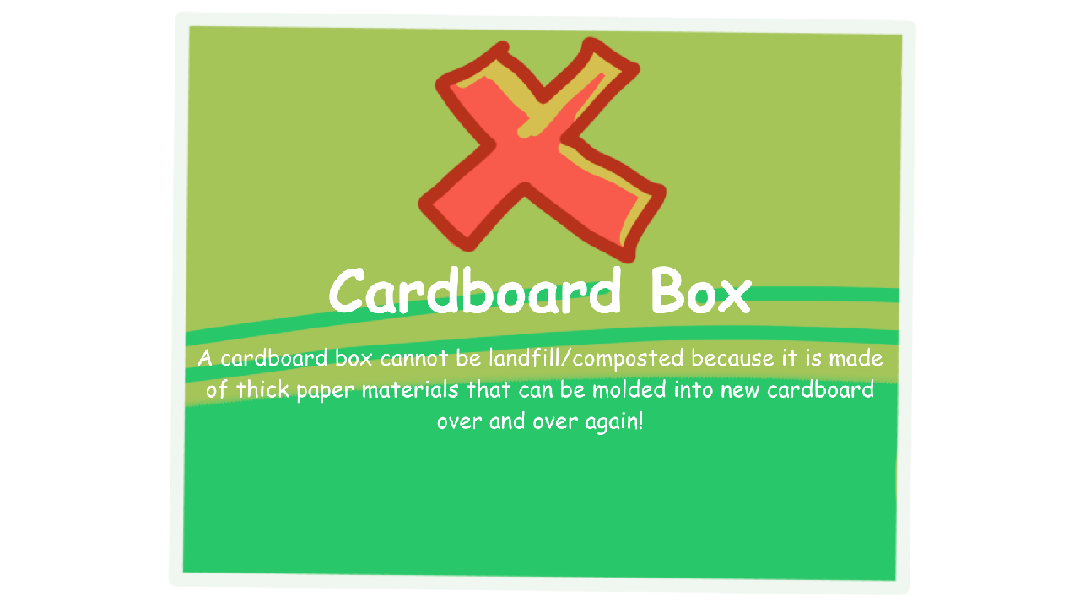 Cardboard Box
A cardboard box cannot be landfill/composted because it is made
of thick paper materials that can be molded into new cardboard
over and over again!